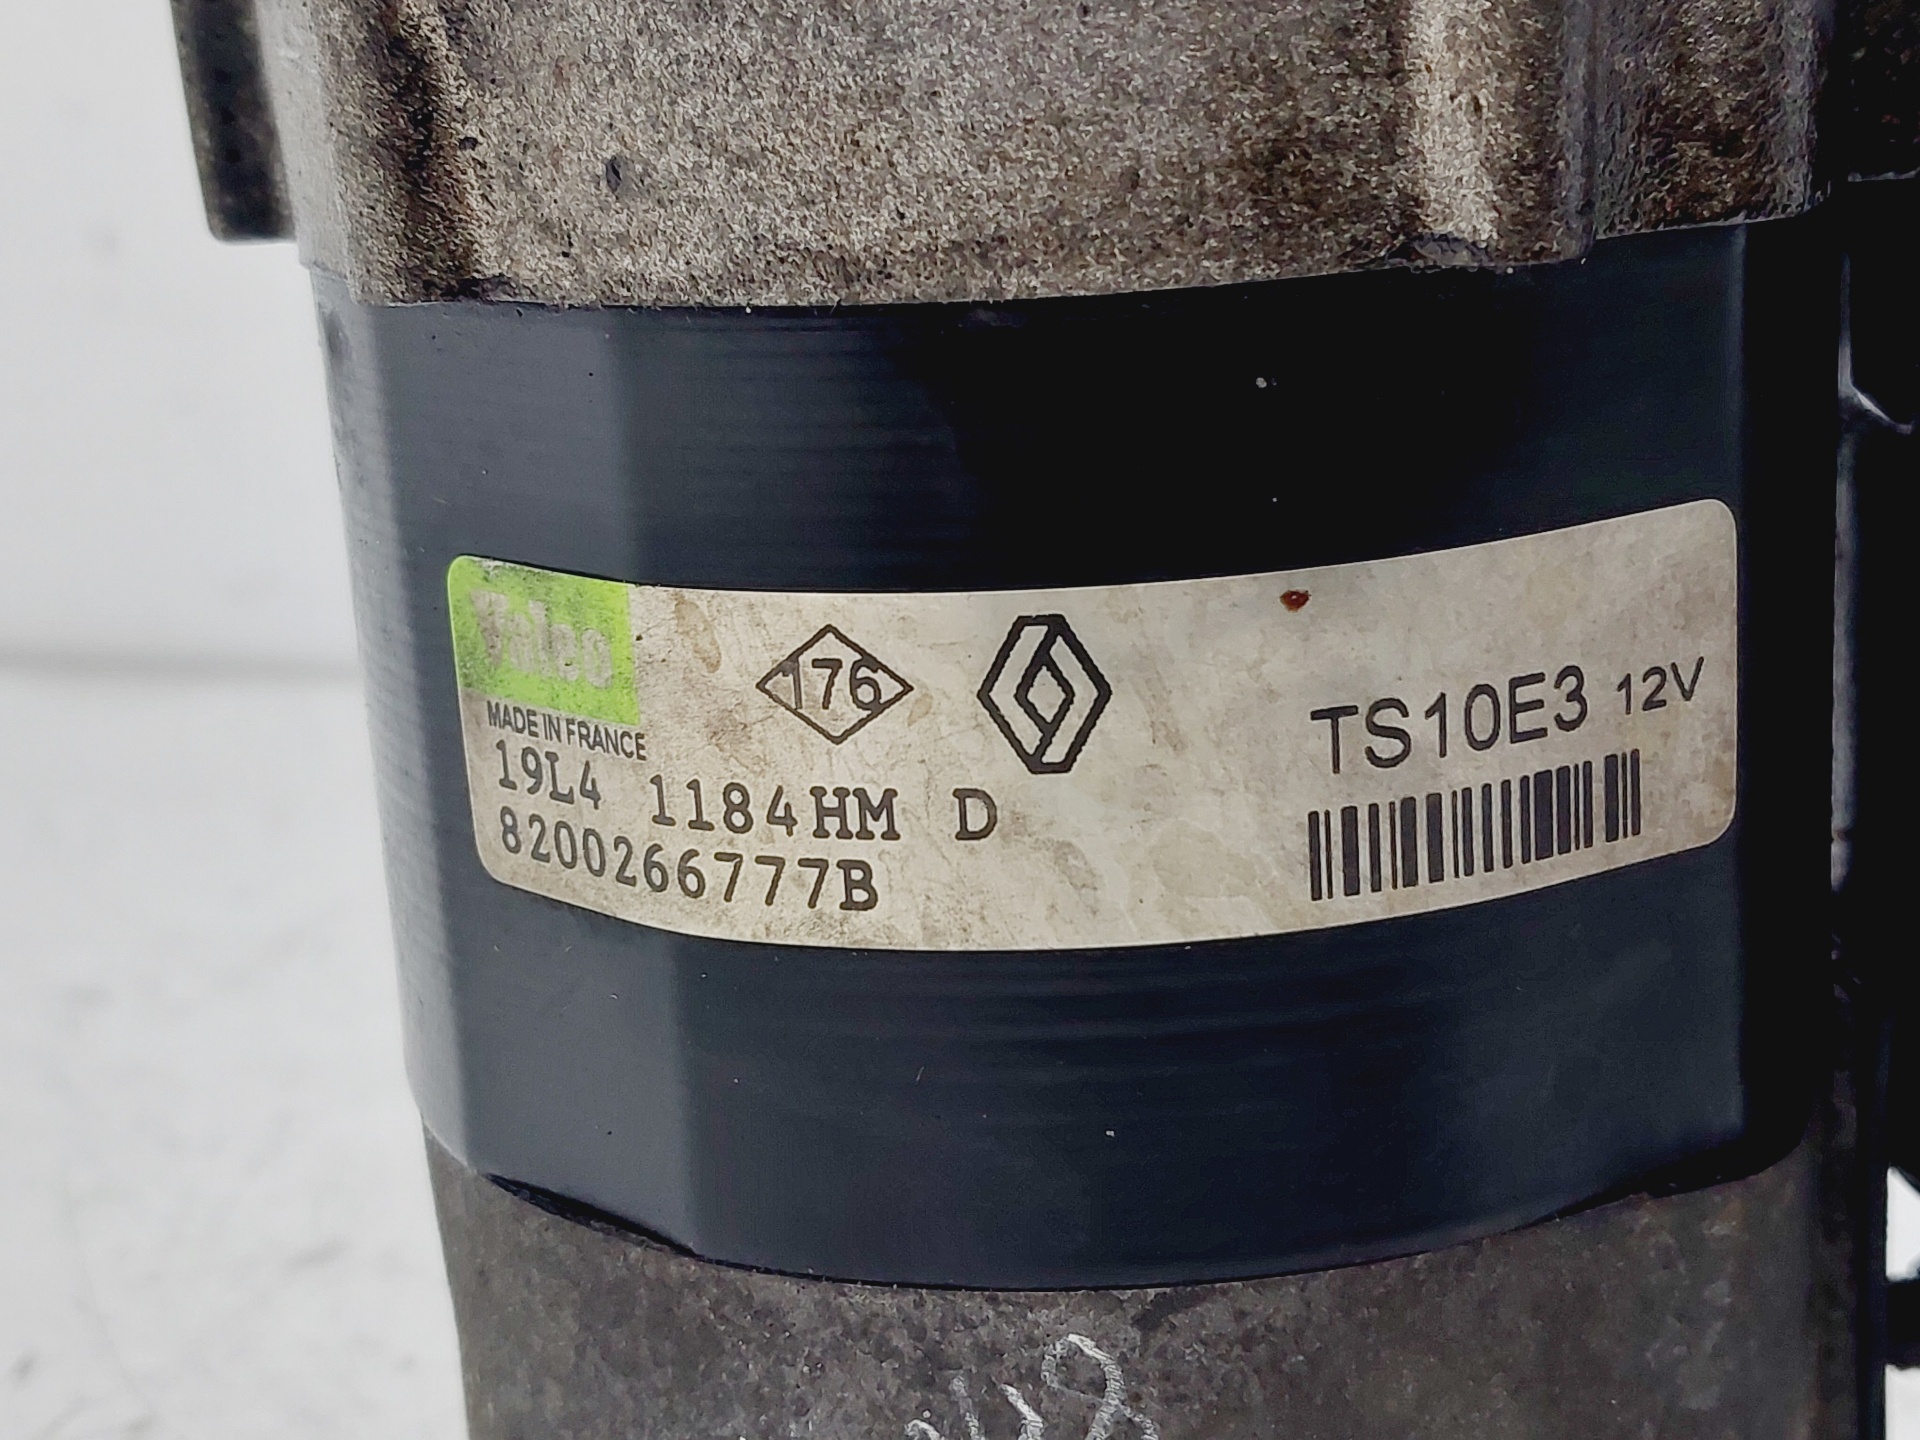 Valeo
176
MADE IN FRANCE
TS10E3 12V
19L4 1184HM D
8200266777B